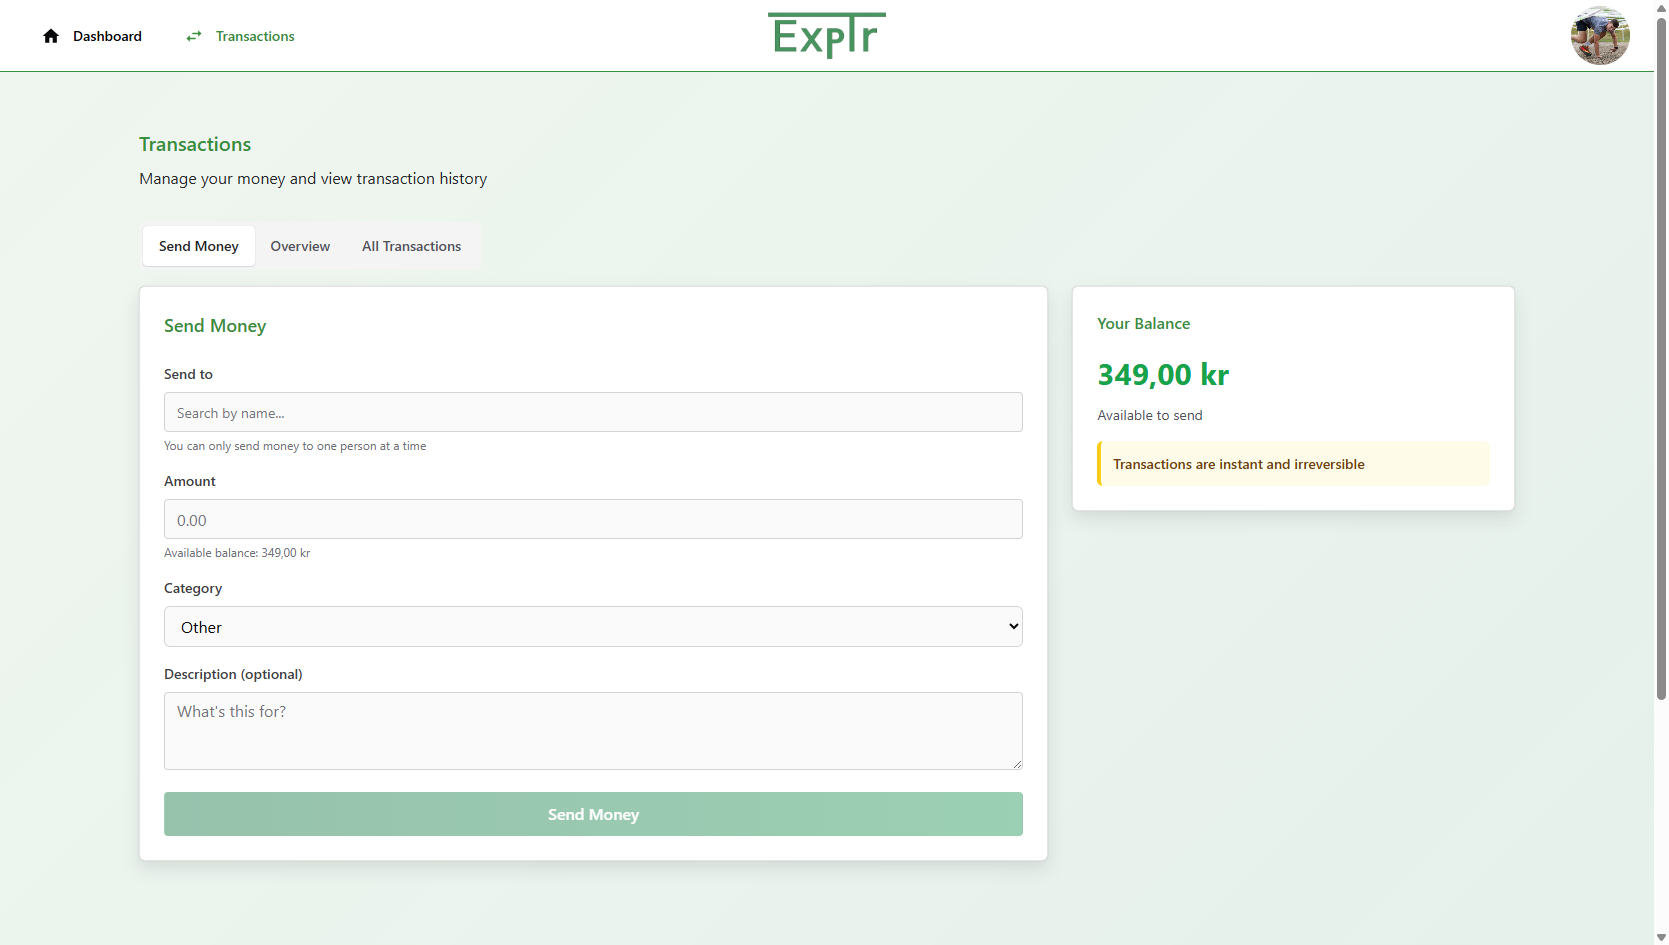 Dashboard
Transactions
ExpTr
Transactions
Manage your money and view transaction history
Send Money
Overview
All Transactions
Send Money
Send to
Search by name...
You can only send money to one person at a time
Amount
0.00
Available balance: 349,00 kr
Category
Other
Description (optional)
What's this for?
Send Money
Your Balance
349,00 kr
Available to send
Transactions are instant and irreversible